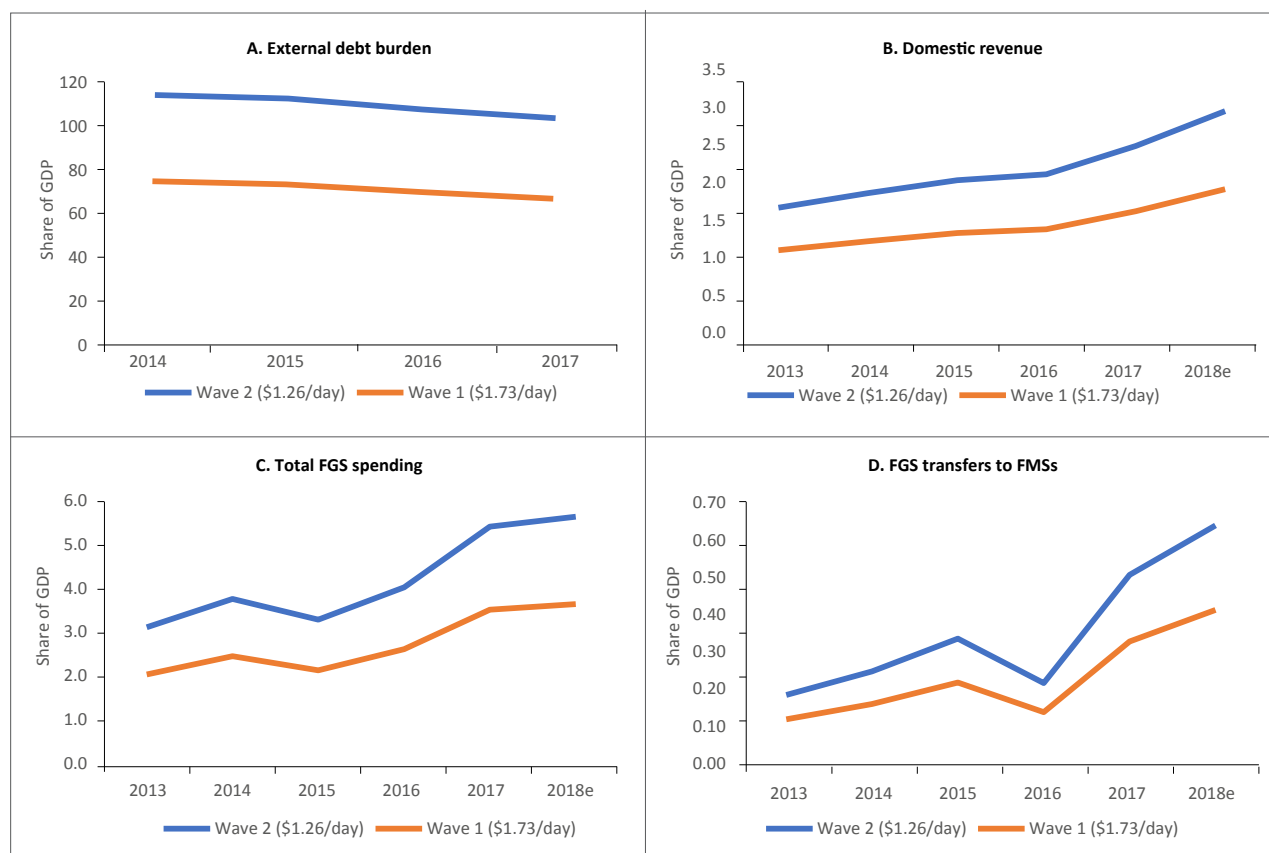 A. External debt burden
Share of GDP
120
100
80
60
40
20
0
2014 2015 2016 2017
Wave 2 ($1.26/day) Wave 1 ($1.73/day)
B. Domestic revenue
Share of GDP
3.5
3.0
2.5
2.0
1.5
1.0
0.5
0.0
2013 2014 2015 2016 2017 2018e
Wave 2 ($1.26/day) Wave 1 ($1.73/day)
C. Total FGS spending
Share of GDP
6.0
5.0
4.0
3.0
2.0
1.0
0.0
2013 2014 2015 2016 2017 2018e
Wave 2 ($1.26/day) Wave 1 ($1.73/day)
D. FGS transfers to FMSs
Share of GDP
0.70
0.60
0.50
0.40
0.30
0.20
0.10
0.00
2013 2014 2015 2016 2017 2018e
Wave 2 ($1.26/day) Wave 1 ($1.73/day)